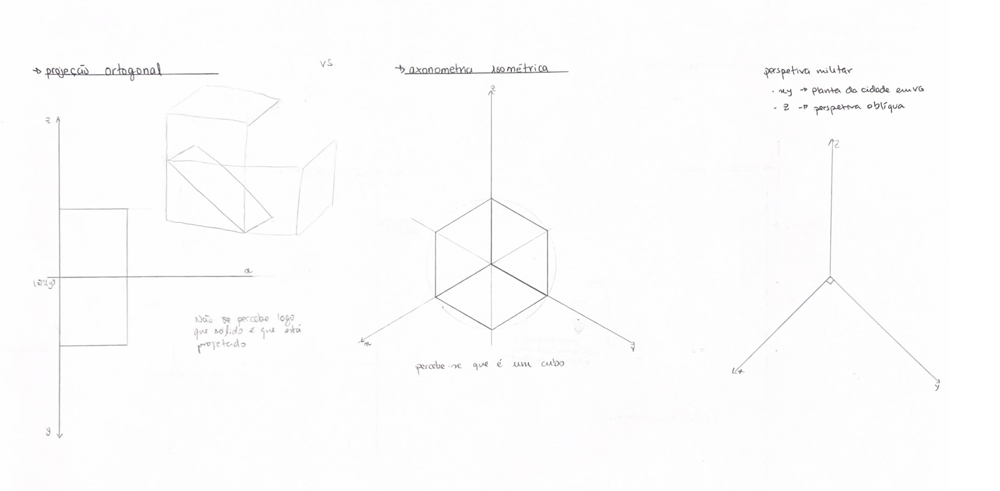 → projeção ortogonal
vs
→ axonometria isométrica
perspetiva militar
· xy → planta da cidade em VG
- z → perspetiva oblíqua
z
x
y
Não se percebe logo
que sólido é que está
projetado.
z
x
y
percebe-se que é um cubo
z
x
y